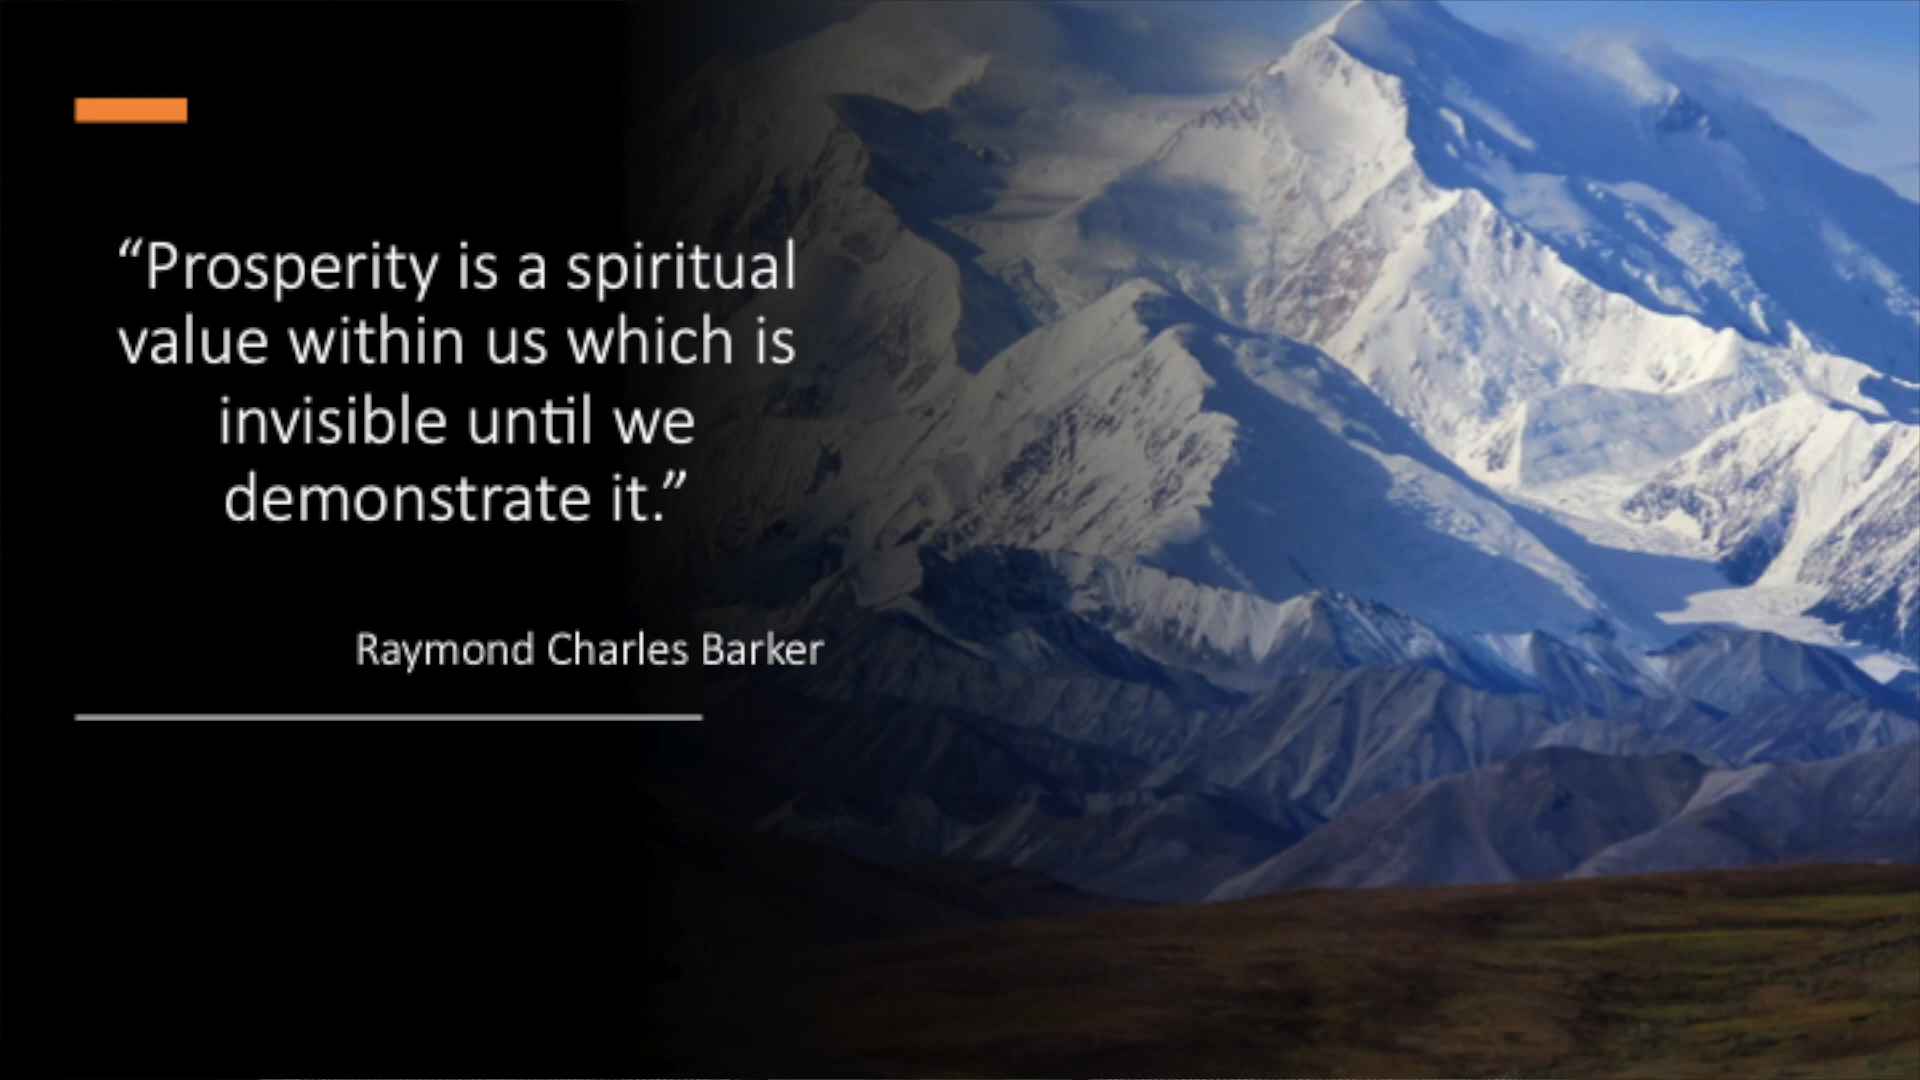 “Prosperity is a spiritual
value within us which is
invisible until we
demonstrate it.”
Raymond Charles Barker